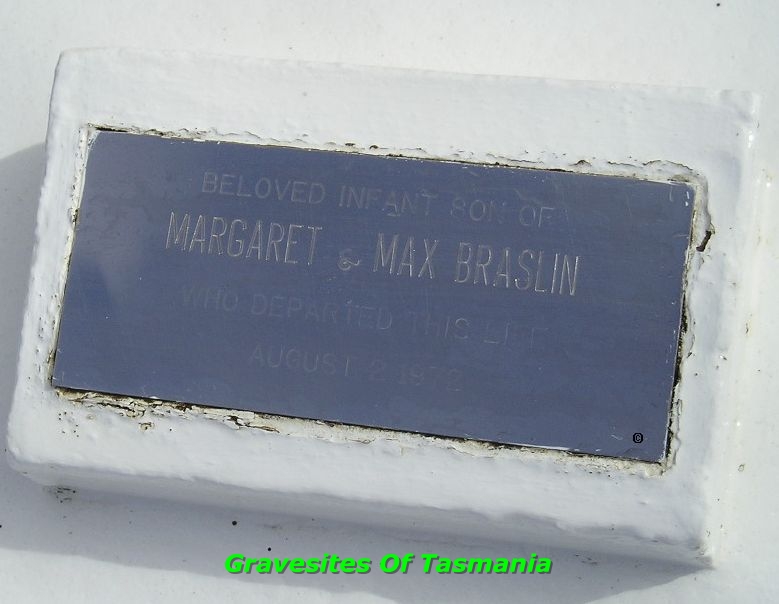 BELOVED INFANT SON OF
MARGARET & MAX BRASLIN
WHO DEPARTED THIS LIFE
AUGUST 2 1972
©
Gravesites Of Tasmania